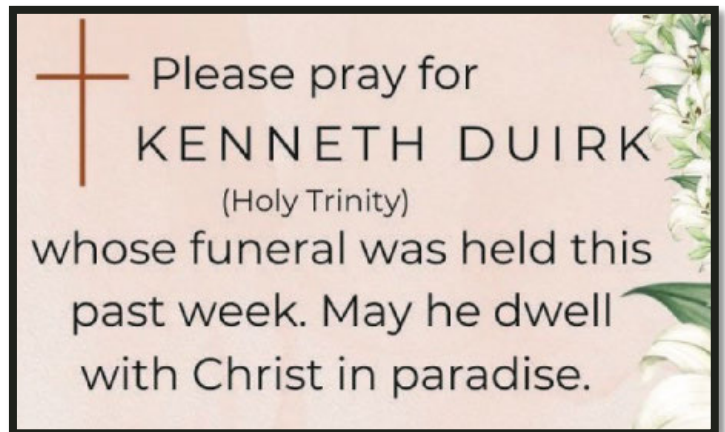 Please pray for
KENNETH DUIRK
(Holy Trinity)
whose funeral was held this
past week. May he dwell
with Christ in paradise.